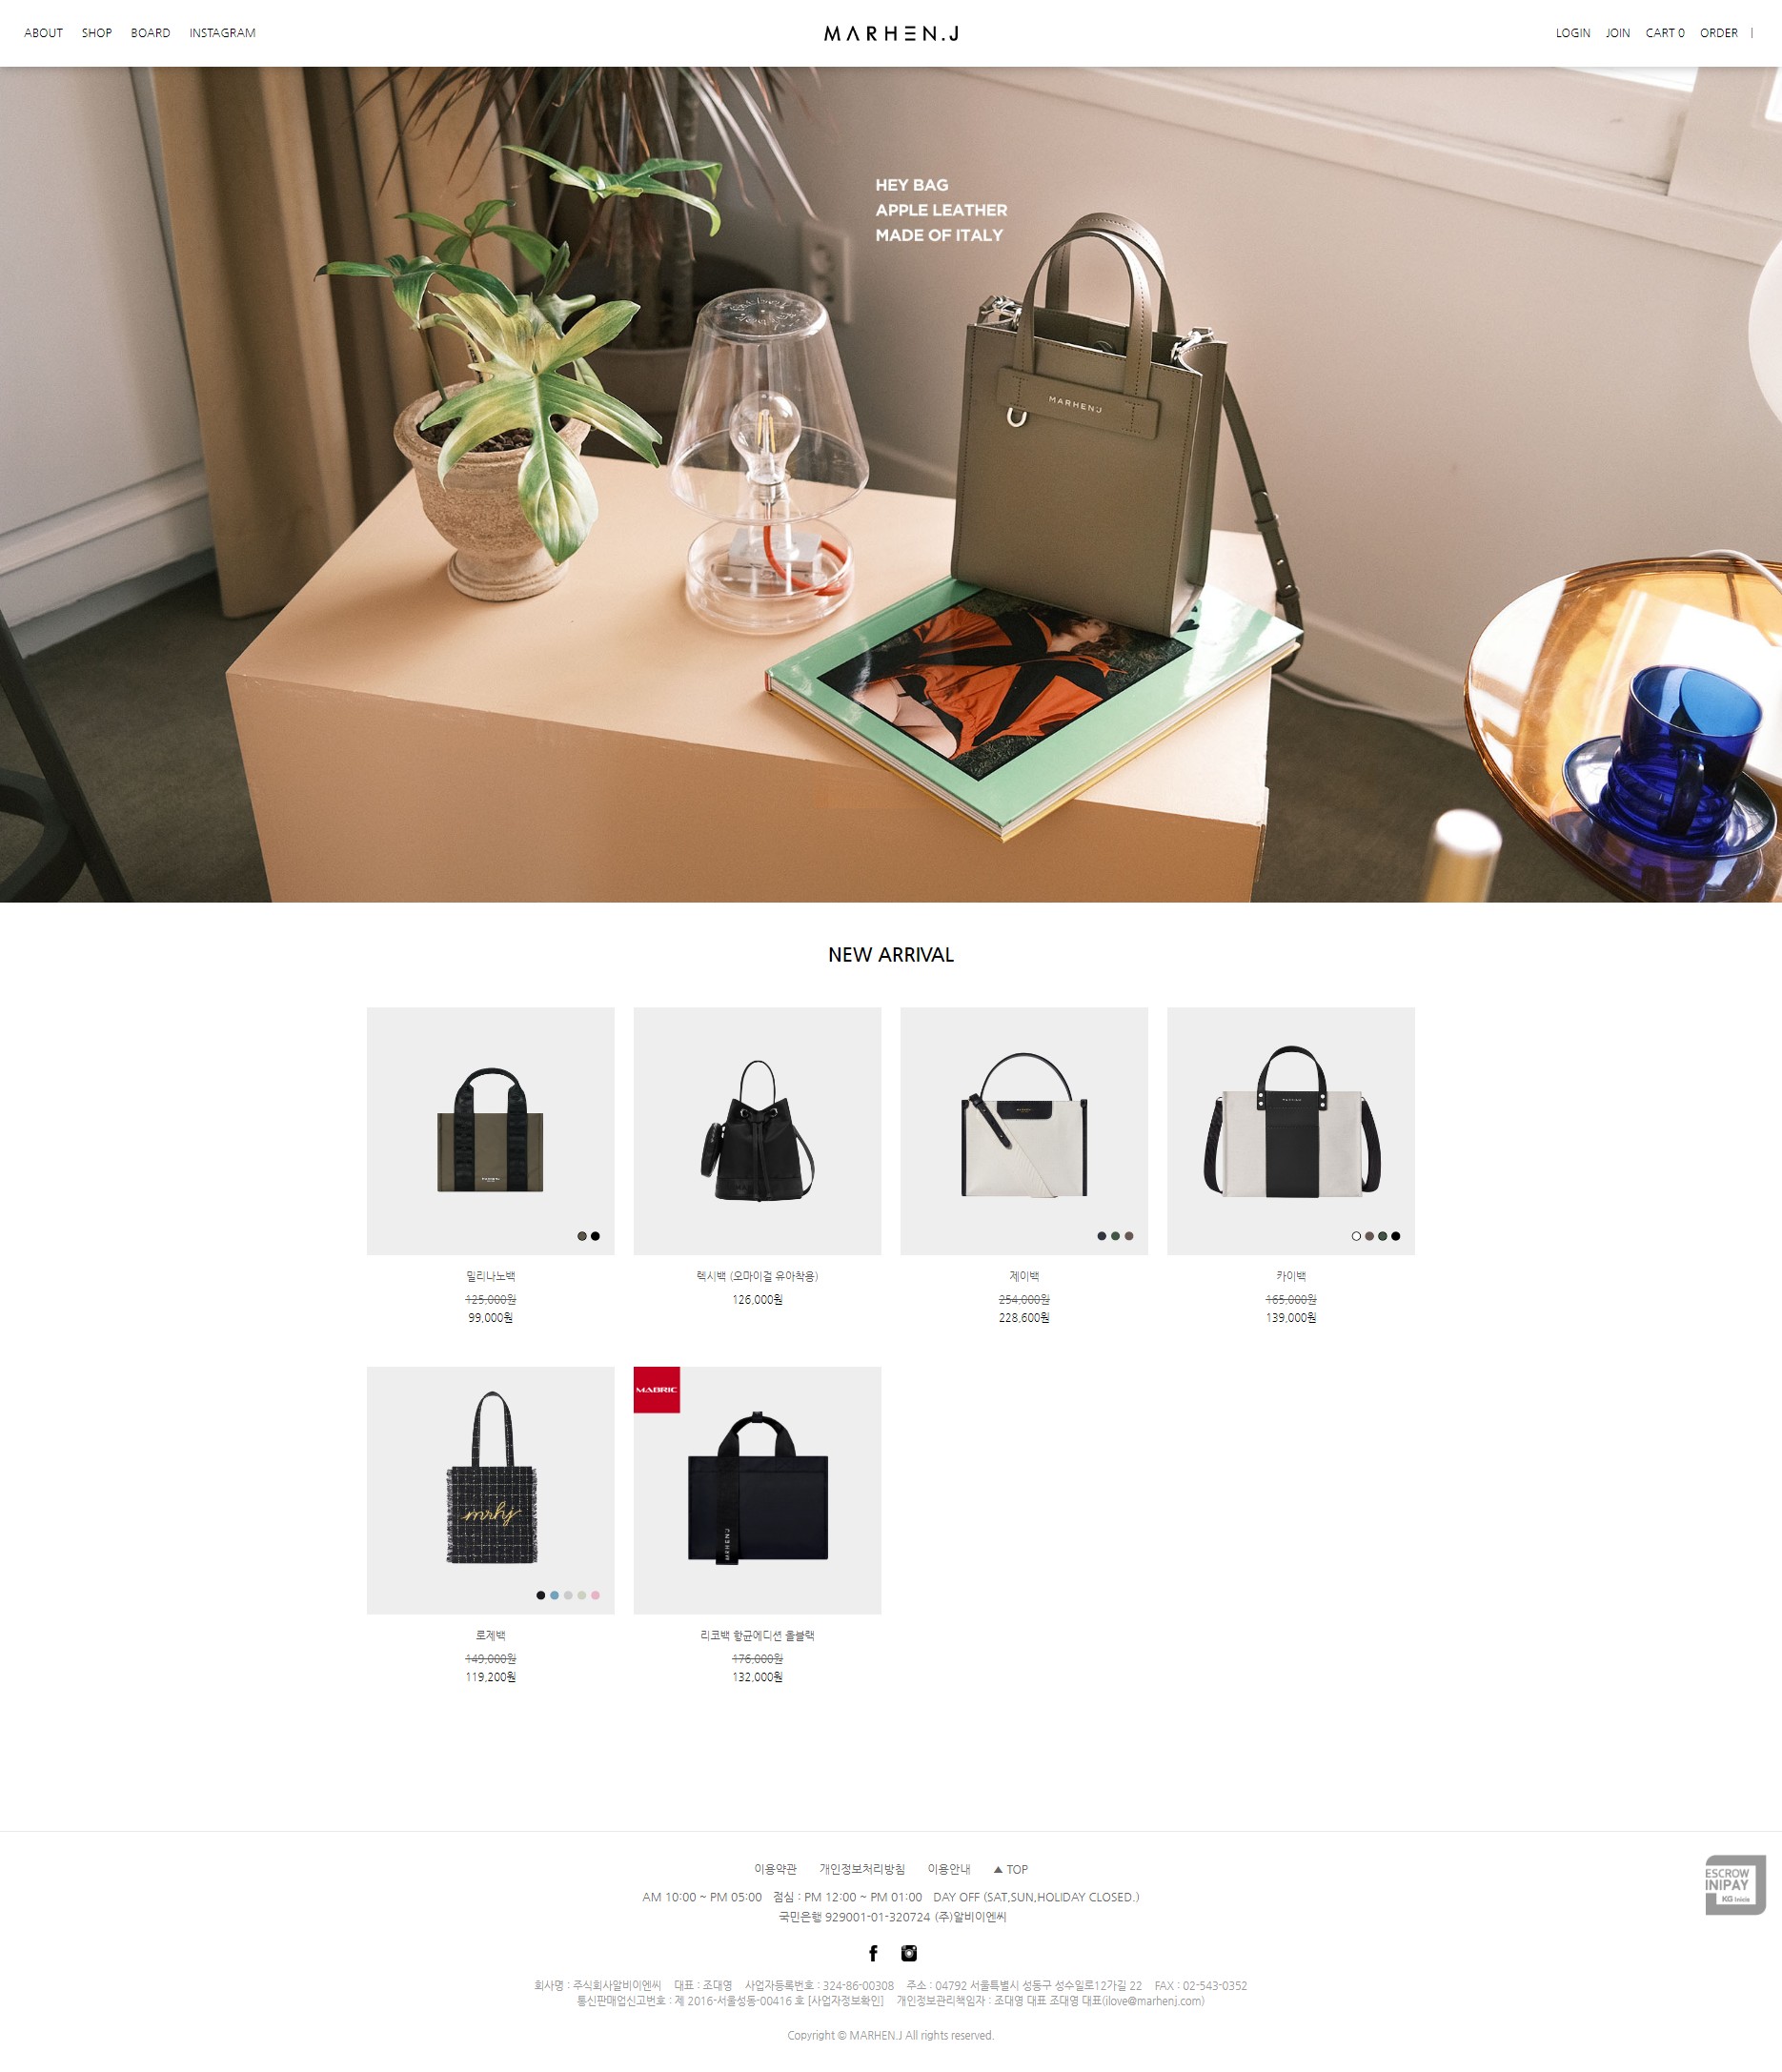 ABOUT SHOP BOARD INSTAGRAM
MARHEN.J
LOGIN JOIN CART 0 ORDER |
HEY BAG
APPLE LEATHER
MADE OF ITALY
MARHEN.J
NEW ARRIVAL
밀리나노백
125,000원
99,000원
렉시백 (오마이걸 유아착용)
126,000원
제이백
254,000원
228,600원
카이백
165,000원
139,000원
mrhj
로제백
149,000원
119,200원
MABRIC
MARHEN.J
리코백 항균에디션 올블랙
176,000원
132,000원
이용약관 개인정보처리방침 이용안내 ▲ TOP
AM 10:00 ~ PM 05:00 점심 : PM 12:00 ~ PM 01:00 DAY OFF (SAT,SUN,HOLIDAY CLOSED.)
국민은행 929001-01-320724 (주)알비이엔씨
ESCROW
INIPAY
KG Inicis
회사명 : 주식회사알비이엔씨 대표 : 조대영 사업자등록번호 : 324-86-00308 주소 : 04792 서울특별시 성동구 성수일로12가길 22 FAX : 02-543-0352
통신판매업신고번호 : 제 2016-서울성동-00416 호 [사업자정보확인] 개인정보관리책임자 : 조대영 대표 조대영 대표(ilove@marhenj.com)
Copyright © MARHEN.J All rights reserved.